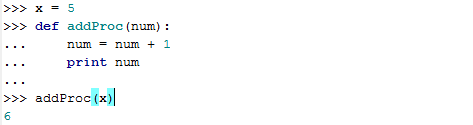 >>> x = 5
>>> def addProc(num):
...     num = num + 1
...     print num
...
>>> addProc(x)
6